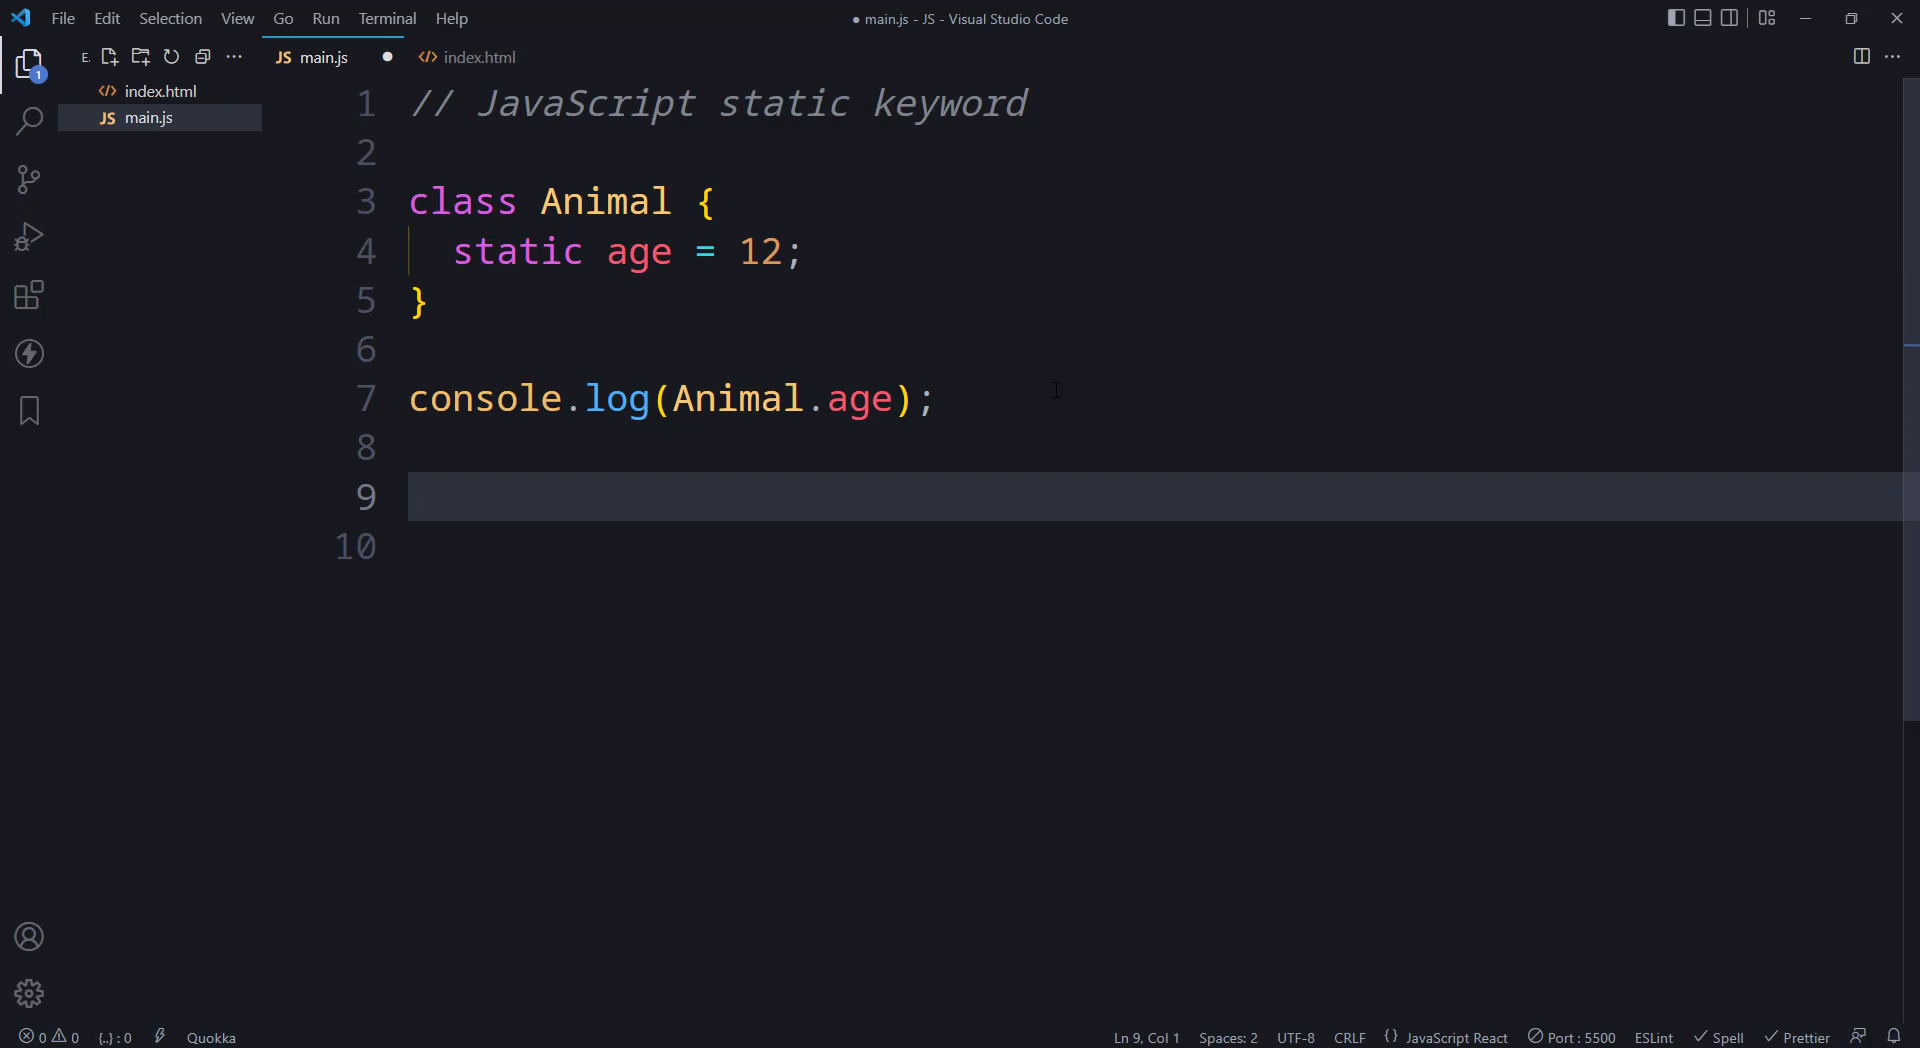 File Edit Selection View Go Run Terminal Help
● main.js - JS - Visual Studio Code
1
E.
JS main.js
index.html
index.html
JS main.js
1 // JavaScript static keyword
2
3 class Animal {
4 static age = 12;
5 }
6
7 console.log(Animal.age);
8
9
10
0 0 {..} : 0 Quokka
Ln 9, Col 1 Spaces: 2 UTF-8 CRLF { } JavaScript React Port : 5500 ESLint Spell Prettier